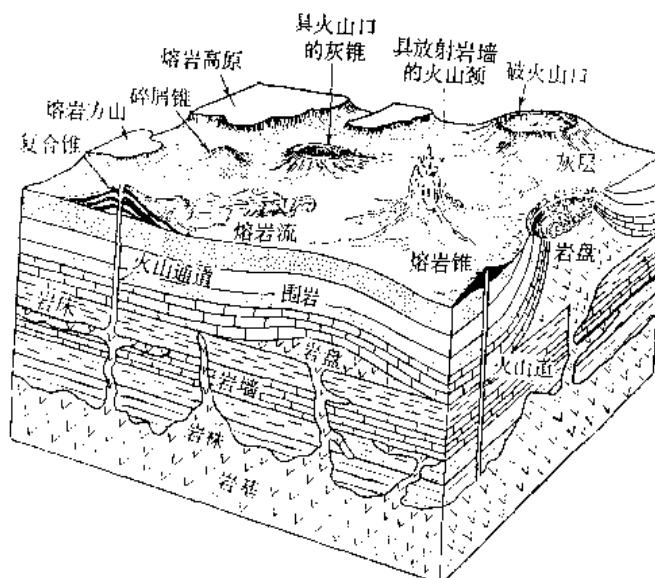 具火山口
的灰锥
具放射岩墙
的火山颈
破火山口
熔岩高原
碎屑锥
熔岩方山
复合锥
灰层
熔岩流
熔岩锥
岩盘
火山通道
围岩
岩床
岩盘
火山道
岩墙
岩株
岩基